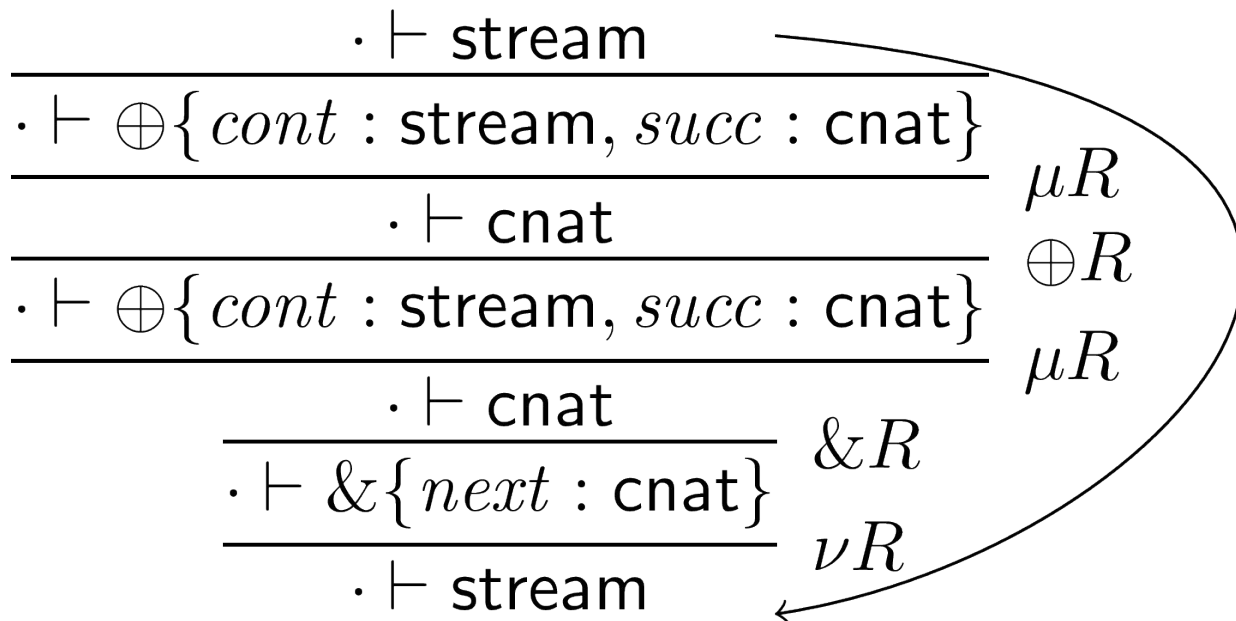 · ⊢ stream
· ⊢ ⊕{cont : stream, succ : cnat}
μR
· ⊢ cnat
⊕R
· ⊢ ⊕{cont : stream, succ : cnat}
μR
· ⊢ cnat
&R
· ⊢ &{next : cnat}
νR
· ⊢ stream